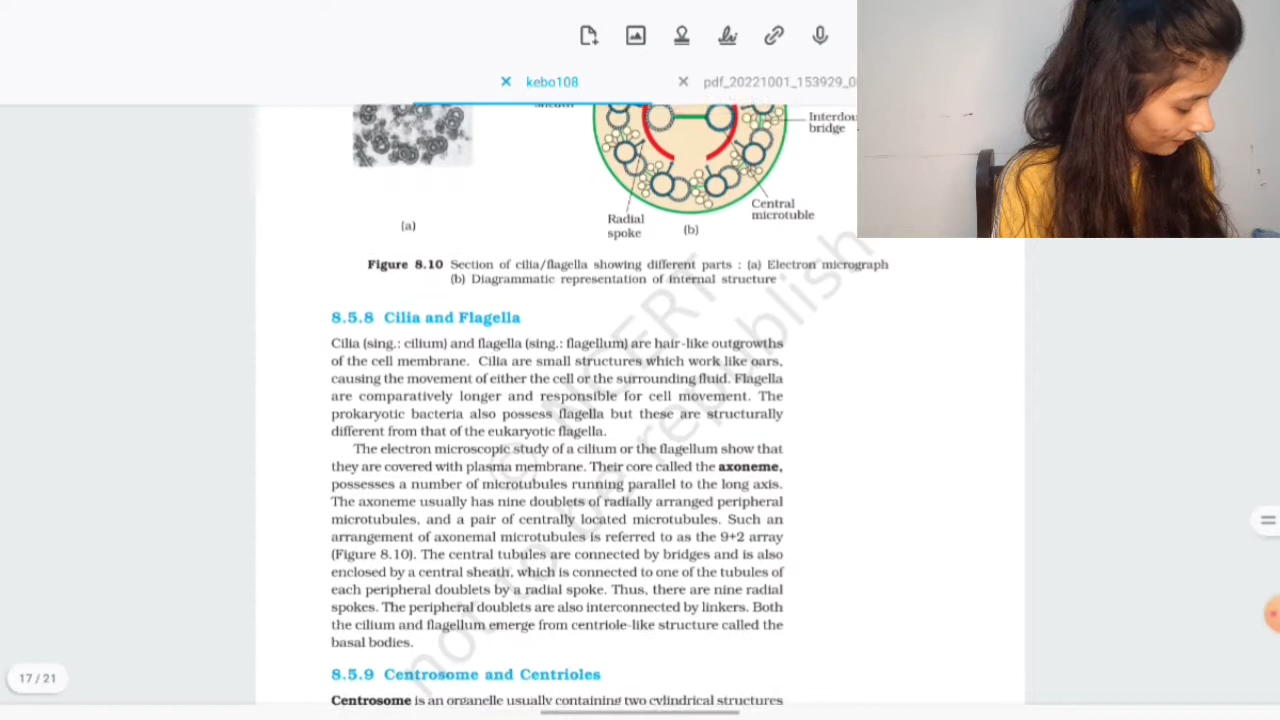 kebo108
pdf_20221001_153929_0
Interdou
bridge
Central
microtuble
Radial
spoke
(a)
(b)
Figure 8.10 Section of cilia/flagella showing different parts : (a) Electron micrograph
(b) Diagrammatic representation of internal structure
8.5.8 Cilia and Flagella
Cilia (sing.: cilium) and flagella (sing.: flagellum) are hair-like outgrowths
of the cell membrane. Cilia are small structures which work like oars,
causing the movement of either the cell or the surrounding fluid. Flagella
are comparatively longer and responsible for cell movement. The
prokaryotic bacteria also possess flagella but these are structurally
different from that of the eukaryotic flagella.
The electron microscopic study of a cilium or the flagellum show that
they are covered with plasma membrane. Their core called the axoneme,
possesses a number of microtubules running parallel to the long axis.
The axoneme usually has nine doublets of radially arranged peripheral
microtubules, and a pair of centrally located microtubules. Such an
arrangement of axonemal microtubules is referred to as the 9+2 array
(Figure 8.10). The central tubules are connected by bridges and is also
enclosed by a central sheath, which is connected to one of the tubules of
each peripheral doublets by a radial spoke. Thus, there are nine radial
spokes. The peripheral doublets are also interconnected by linkers. Both
the cilium and flagellum emerge from centriole-like structure called the
basal bodies.
8.5.9 Centrosome and Centrioles
Centrosome is an organelle usually containing two cylindrical structures
17 / 21
© NCERT
not to be republish